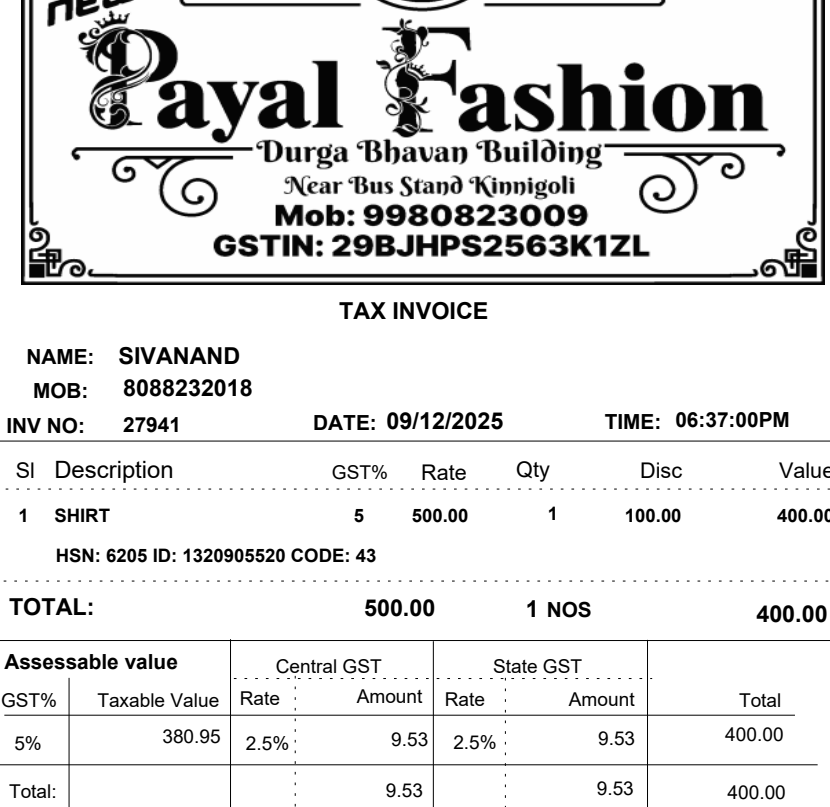 new
Payal Fashion
Durga Bhavan Building
Near Bus Stand Kinnigoli
Mob: 9980823009
GSTIN: 29BJHPS2563K1ZL
TAX INVOICE
NAME: SIVANAND
MOB: 8088232018
INV NO: 27941 DATE: 09/12/2025 TIME: 06:37:00PM
Sl Description GST% Rate Qty Disc Value
1 SHIRT 5 500.00 1 100.00 400.00
HSN: 6205 ID: 1320905520 CODE: 43
TOTAL: 500.00 1 NOS 400.00
Assessable value Central GST State GST
GST% Taxable Value Rate Amount Rate Amount Total
5% 380.95 2.5% 9.53 2.5% 9.53 400.00
Total: 9.53 9.53 400.00